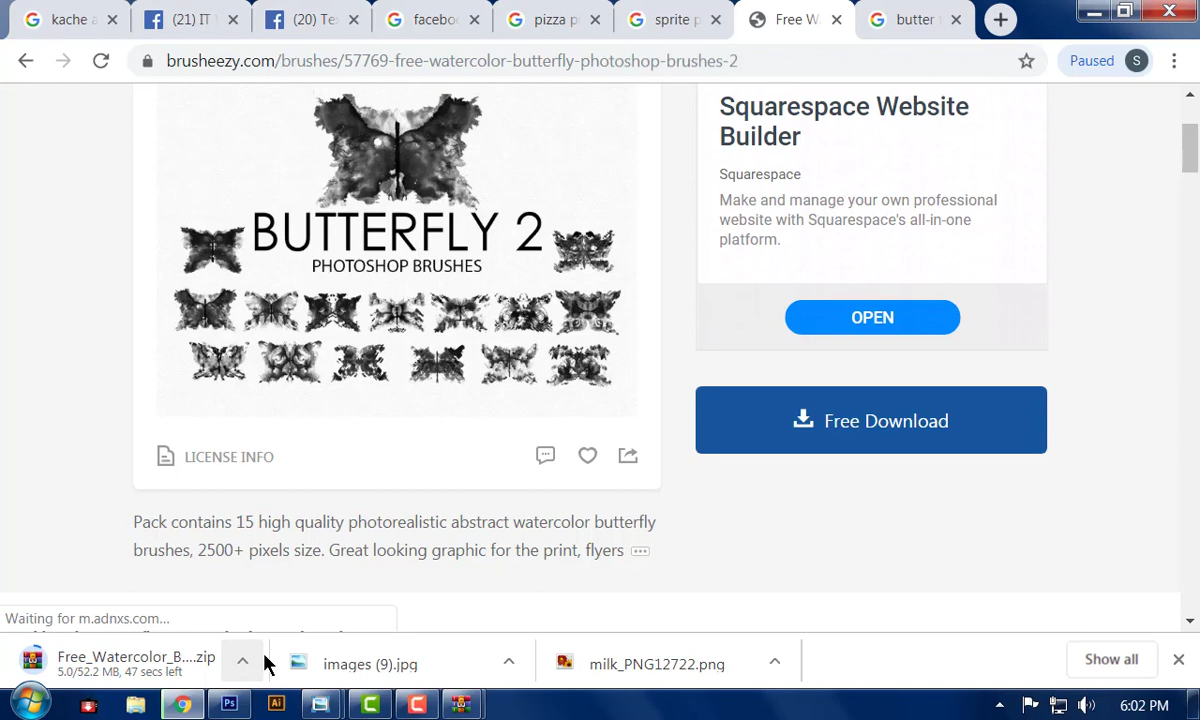 kache a
(21) IT
(20) Te
facebo
pizza p
sprite p
Free W
butter
brusheezy.com/brushes/57769-free-watercolor-butterfly-photoshop-brushes-2
Paused
S
BUTTERFLY 2
PHOTOSHOP BRUSHES
LICENSE INFO
Pack contains 15 high quality photorealistic abstract watercolor butterfly
brushes, 2500+ pixels size. Great looking graphic for the print, flyers
Squarespace Website
Builder
Squarespace
Make and manage your own professional
website with Squarespace's all-in-one
platform.
OPEN
Free Download
Waiting for m.adnxs.com...
Free_Watercolor_B....zip
5.0/52.2 MB, 47 secs left
images (9).jpg
milk_PNG12722.png
Show all
Ps
Ai
6:02 PM